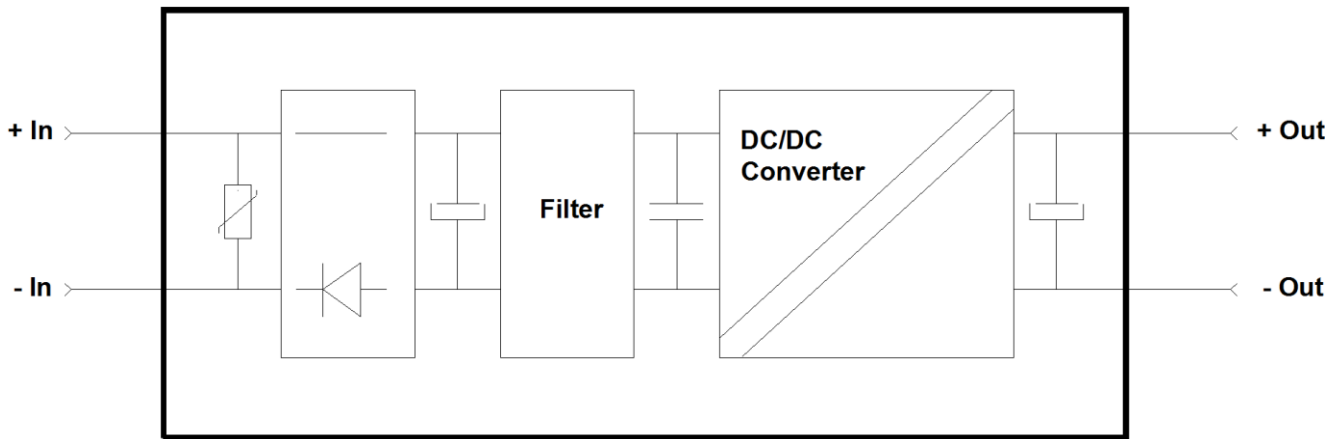 + In
- In
Filter
DC/DC
Converter
+ Out
- Out